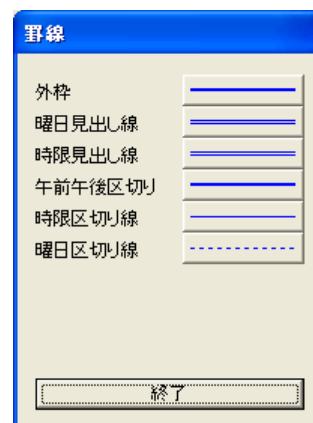 罫線
外枠
曜日見出し線
時限見出し線
午前午後区切り
時限区切り線
曜日区切り線
終了